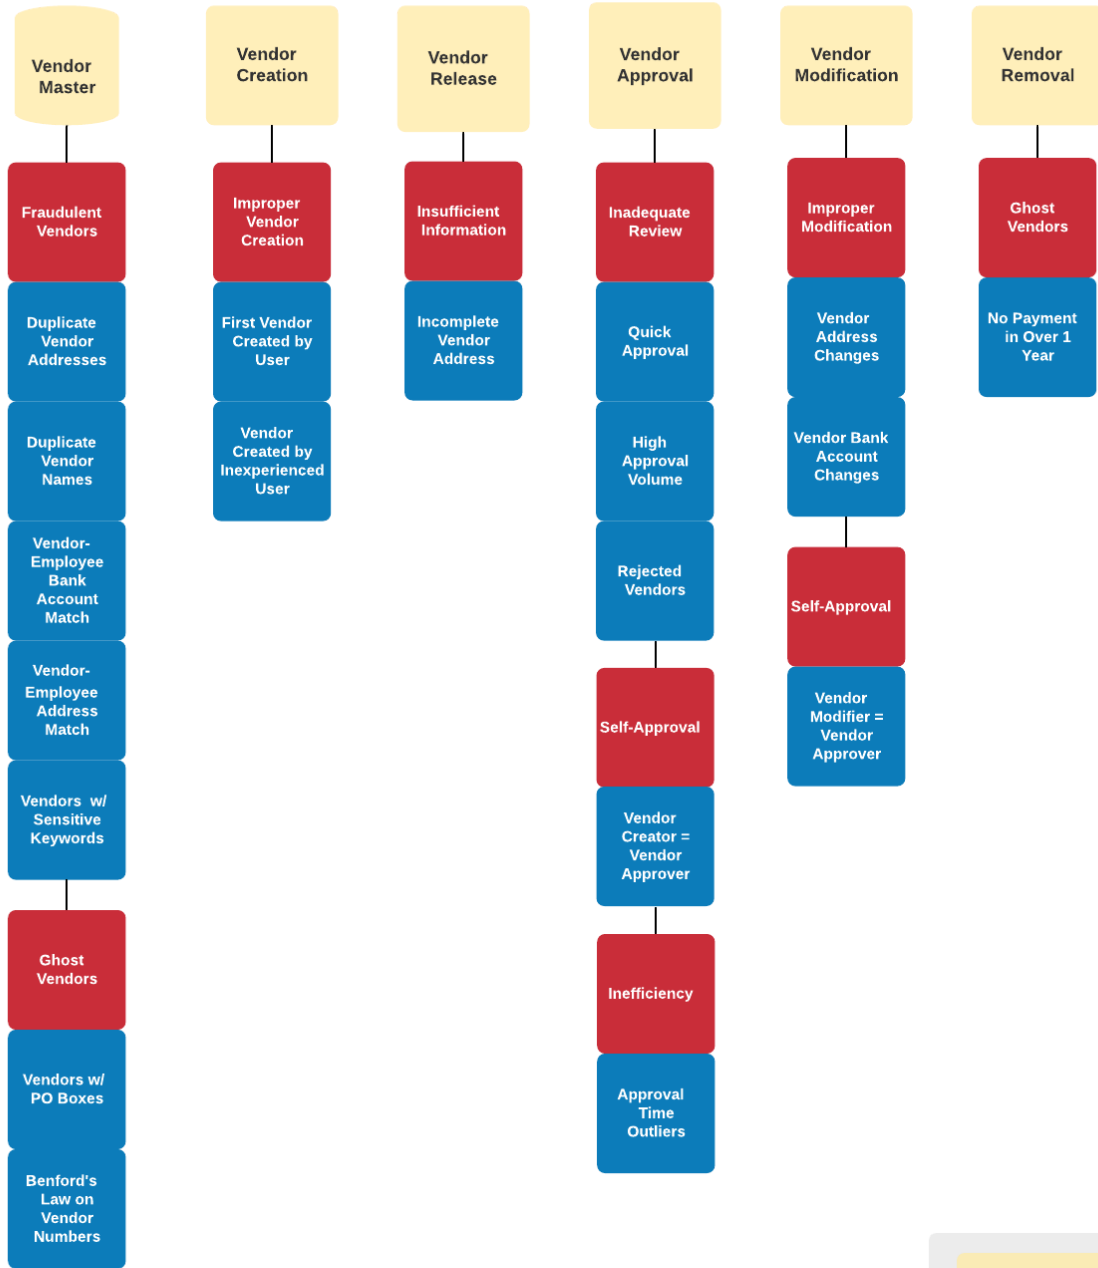 Vendor
Master
Fraudulent
Vendors
Duplicate
Vendor
Addresses
Duplicate
Vendor
Names
Vendor-
Employee
Bank
Account
Match
Vendor-
Employee
Address
Match
Vendors w/
Sensitive
Keywords
Ghost
Vendors
Vendors w/
PO Boxes
Benford's
Law on
Vendor
Numbers
Vendor
Creation
Improper
Vendor
Creation
First Vendor
Created by
User
Vendor
Created by
Inexperienced
User
Vendor
Release
Insufficient
Information
Incomplete
Vendor
Address
Vendor
Approval
Inadequate
Review
Quick
Approval
High
Approval
Volume
Rejected
Vendors
Self-Approval
Vendor
Creator =
Vendor
Approver
Inefficiency
Approval
Time
Outliers
Vendor
Modification
Improper
Modification
Vendor
Address
Changes
Vendor Bank
Account
Changes
Self-Approval
Vendor
Modifier =
Vendor
Approver
Vendor
Removal
Ghost
Vendors
No Payment
in Over 1
Year